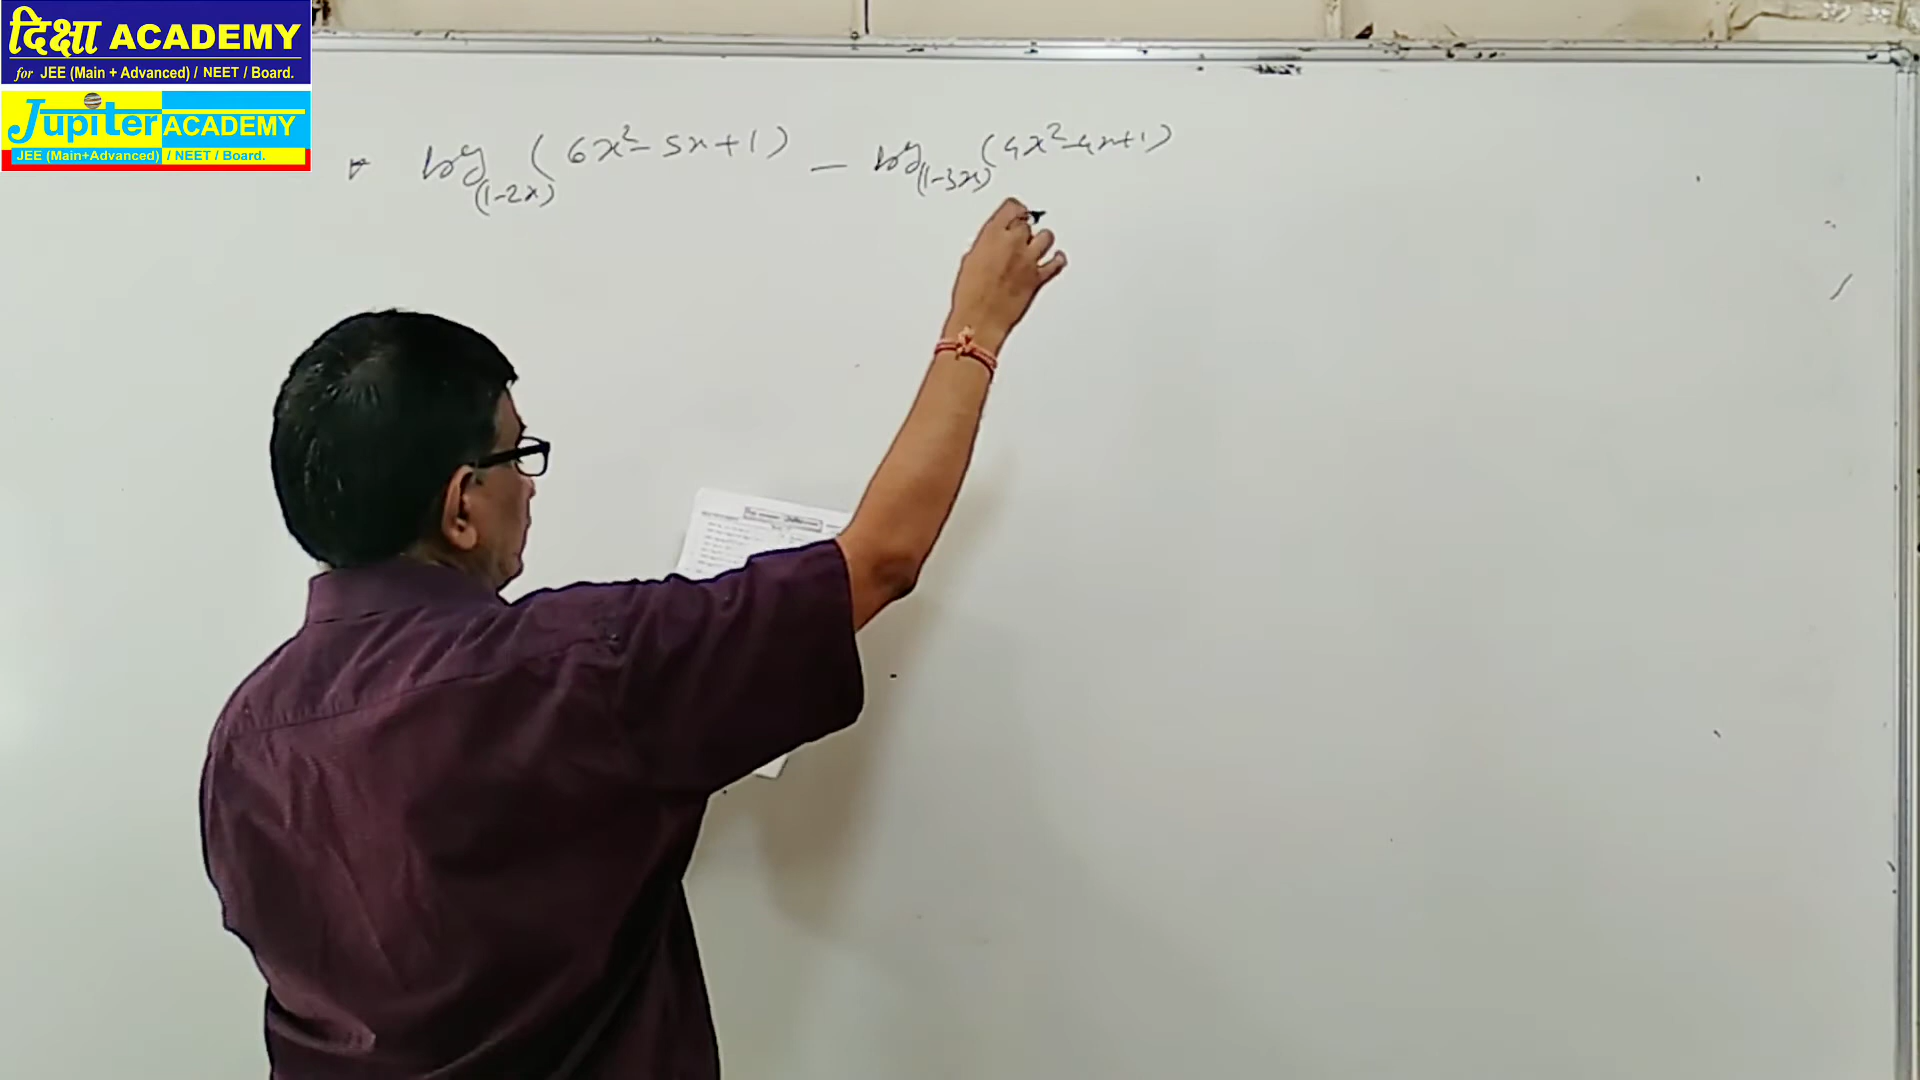 दिक्षा ACADEMY
for JEE (Main + Advanced) / NEET / Board.
Jupiter ACADEMY
JEE (Main+Advanced) / NEET / Board.
log(1-2x) (6x²-5x+1) - log(1-3x) (4x²-4x+1)